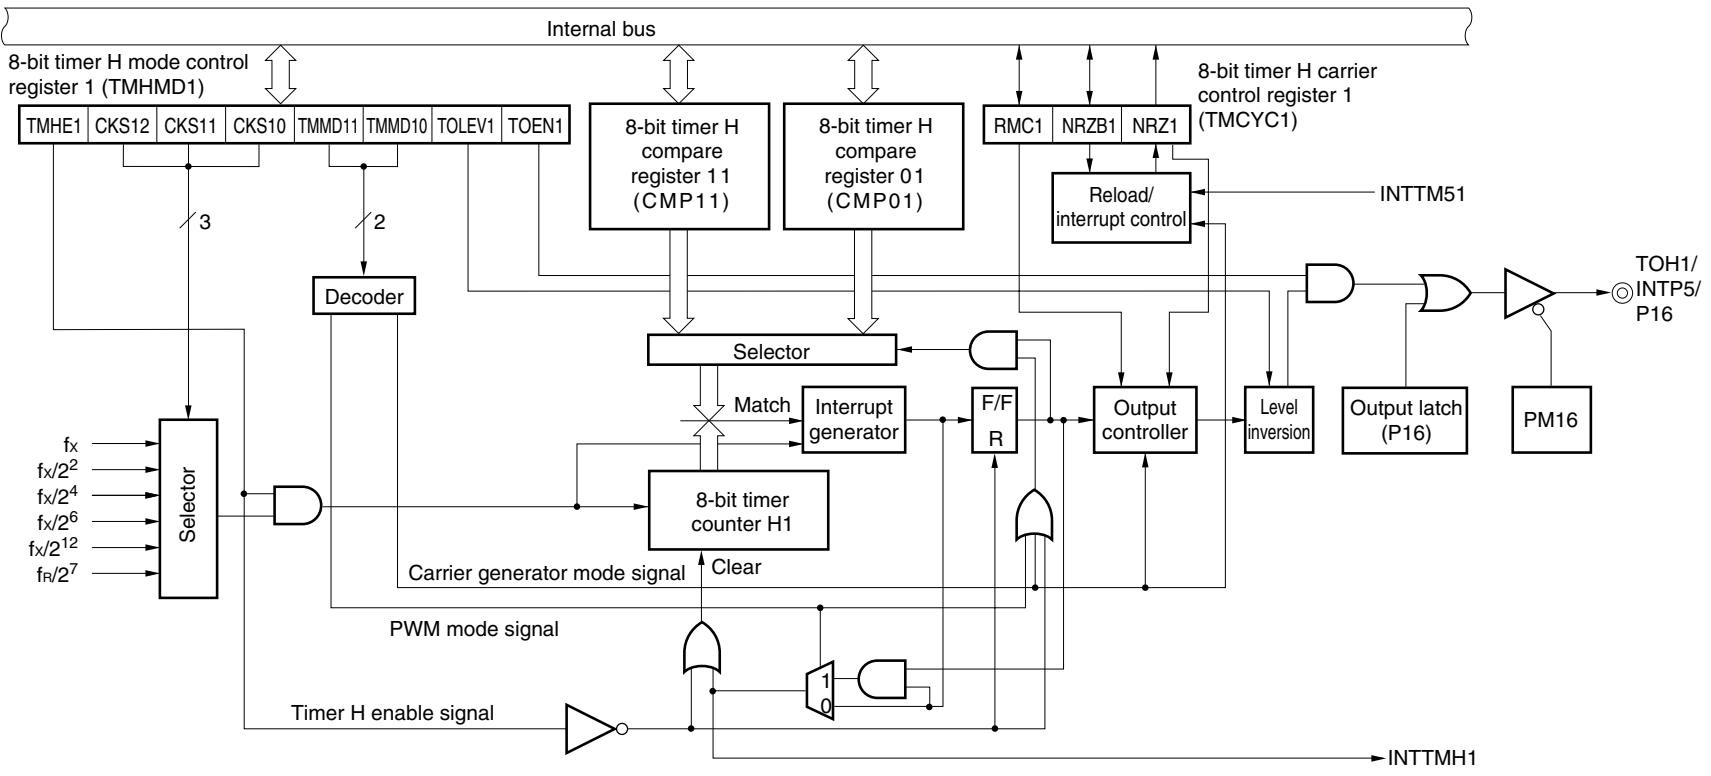 Internal bus
8-bit timer H mode control
register 1 (TMHMD1)
8-bit timer H carrier
control register 1
(TMCYC1)
TMHE1 CKS12 CKS11 CKS10 TMMD11 TMMD10 TOLEV1 TOEN1
8-bit timer H
compare
register 11
(CMP11)
8-bit timer H
compare
register 01
(CMP01)
RMC1 NRZB1 NRZ1
Reload/
interrupt control
INTTM51
3
2
Decoder
TOH1/
INTP5/
P16
Selector
Match
Interrupt
generator
F/F
R
Output
controller
Level
inversion
Output latch
(P16)
PM16
fX
fX/2²
fX/2⁴
fX/2⁶
fX/2¹²
fR/2⁷
Selector
8-bit timer
counter H1
Clear
Carrier generator mode signal
PWM mode signal
1
0
Timer H enable signal
INTTMH1